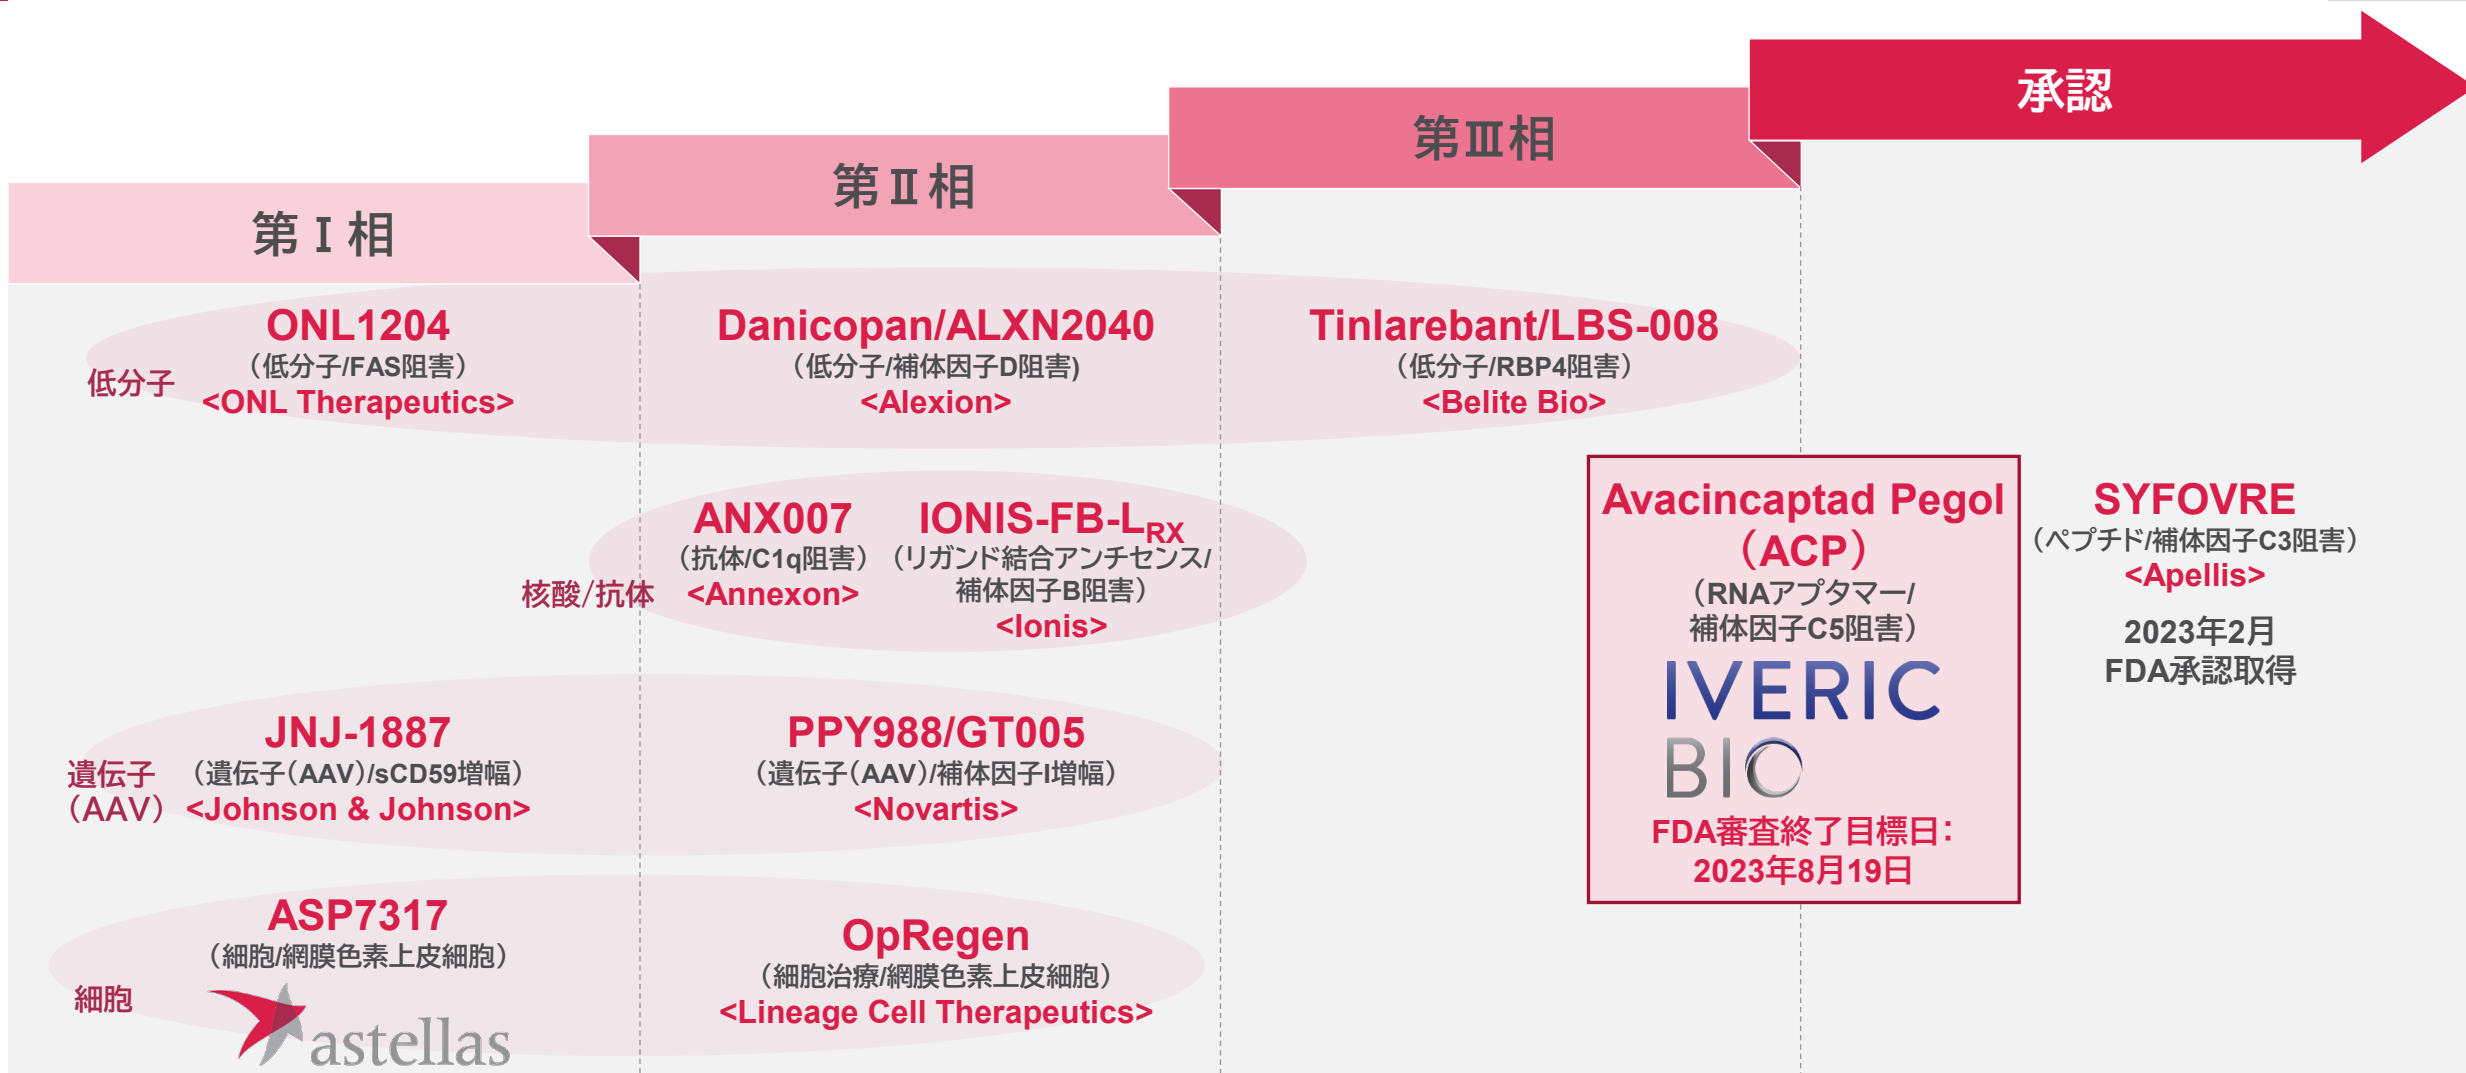 承認
第Ⅲ相
第Ⅱ相
第Ⅰ相
低分子
ONL1204
（低分子/FAS阻害）
<ONL Therapeutics>
Danicopan/ALXN2040
（低分子/補体因子D阻害)
<Alexion>
Tinlarebant/LBS-008
（低分子/RBP4阻害）
<Belite Bio>
核酸/抗体
ANX007
（抗体/C1q阻害）
<Annexon>
IONIS-FB-LRX
（リガンド結合アンチセンス/
補体因子B阻害）
<Ionis>
Avacincaptad Pegol
（ACP）
（RNAアプタマー/
補体因子C5阻害）
IVERIC
BIO
FDA審査終了目標日：
2023年8月19日
SYFOVRE
（ペプチド/補体因子C3阻害）
<Apellis>
2023年2月
FDA承認取得
遺伝子
（AAV）
JNJ-1887
（遺伝子（AAV）/sCD59増幅）
<Johnson & Johnson>
PPY988/GT005
（遺伝子（AAV）/補体因子I増幅）
<Novartis>
細胞
ASP7317
（細胞/網膜色素上皮細胞）
astellas
OpRegen
（細胞治療/網膜色素上皮細胞）
<Lineage Cell Therapeutics>